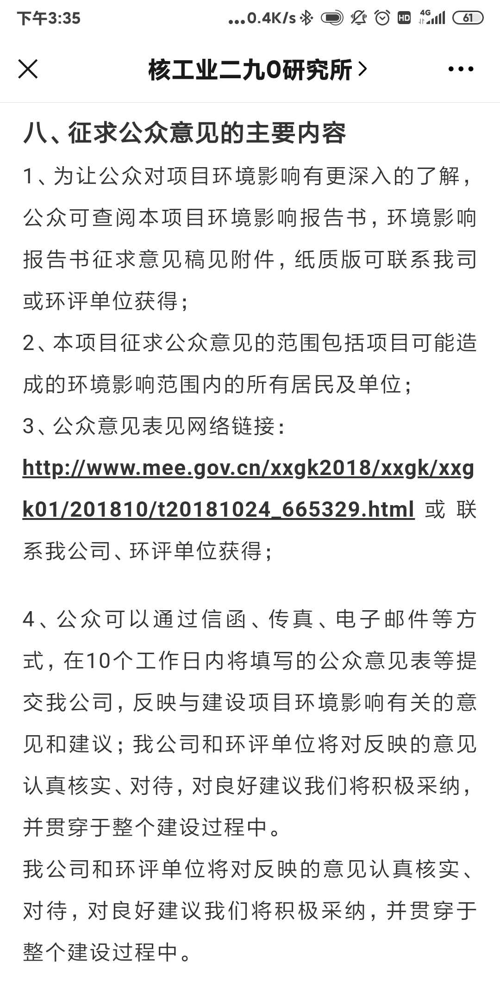 下午3:35
...0.4K/s
HD
4G
61
核工业二九0研究所
八、征求公众意见的主要内容
1、为让公众对项目环境影响有更深入的了解，
公众可查阅本项目环境影响报告书，环境影响
报告书征求意见稿见附件，纸质版可联系我司
或环评单位获得；
2、本项目征求公众意见的范围包括项目可能造
成的环境影响范围内的所有居民及单位；
3、公众意见表见网络链接：
http://www.mee.gov.cn/xxgk2018/xxgk/xxg
k01/201810/t20181024_665329.html 或联
系我公司、环评单位获得；
4、公众可以通过信函、传真、电子邮件等方
式，在10个工作日内将填写的公众意见表等提
交我公司，反映与建设项目环境影响有关的意
见和建议；我公司和环评单位将对反映的意见
认真核实、对待，对良好建议我们将积极采纳，
并贯穿于整个建设过程中。
我公司和环评单位将对反映的意见认真核实、
对待，对良好建议我们将积极采纳，并贯穿于
整个建设过程中。